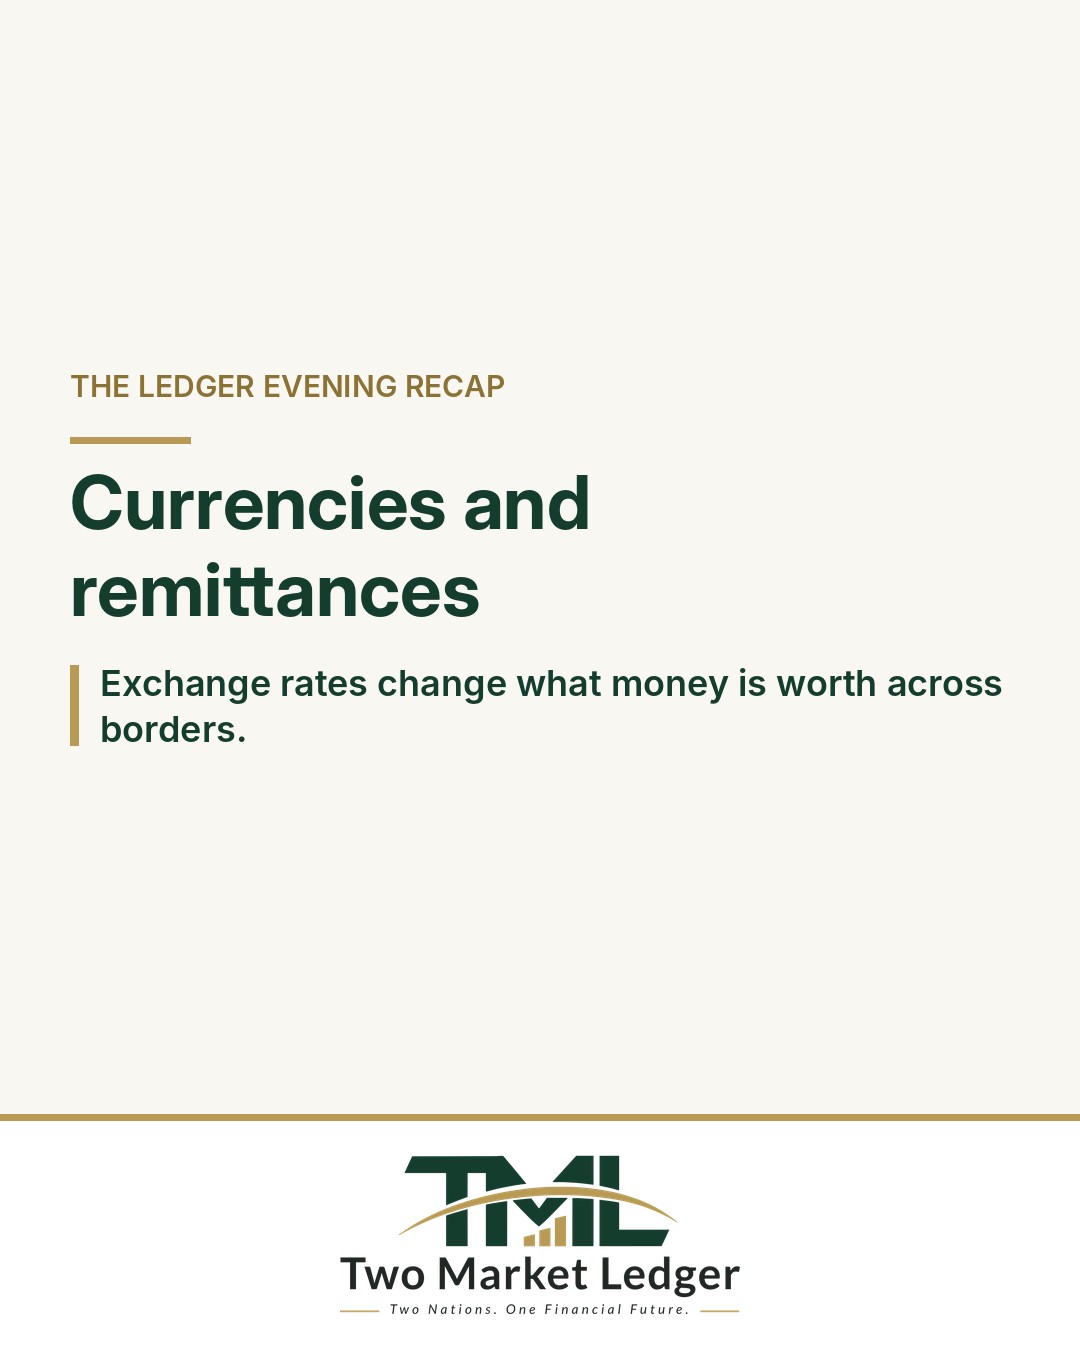 THE LEDGER EVENING RECAP
Currencies and
remittances
Exchange rates change what money is worth across
borders.
TML
Two Market Ledger
Two Nations. One Financial Future.